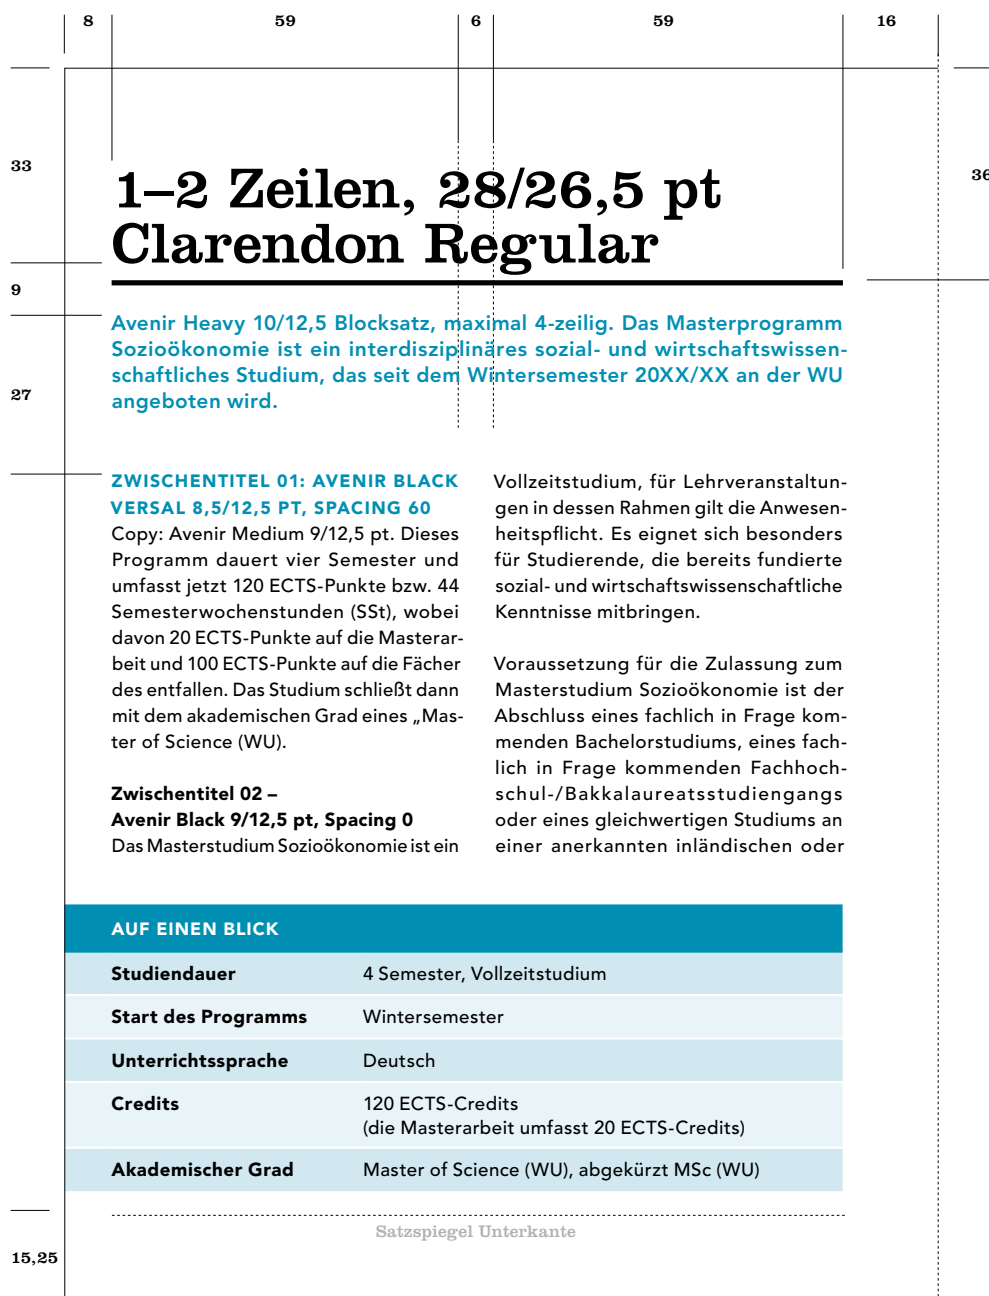 8 59 6 59 16
33
36
1–2 Zeilen, 28/26,5 pt
Clarendon Regular
9
Avenir Heavy 10/12,5 Blocksatz, maximal 4-zeilig. Das Masterprogramm
Sozioökonomie ist ein interdisziplinäres sozial- und wirtschaftswissen-
schaftliches Studium, das seit dem Wintersemester 20XX/XX an der WU
angeboten wird.
27
ZWISCHENTITEL 01: AVENIR BLACK
VERSAL 8,5/12,5 PT, SPACING 60
Copy: Avenir Medium 9/12,5 pt. Dieses
Programm dauert vier Semester und
umfasst jetzt 120 ECTS-Punkte bzw. 44
Semesterwochenstunden (SSt), wobei
davon 20 ECTS-Punkte auf die Masterar-
beit und 100 ECTS-Punkte auf die Fächer
des entfallen. Das Studium schließt dann
mit dem akademischen Grad eines „Mas-
ter of Science (WU).
Zwischentitel 02 –
Avenir Black 9/12,5 pt, Spacing 0
Das Masterstudium Sozioökonomie ist ein
Vollzeitstudium, für Lehrveranstaltun-
gen in dessen Rahmen gilt die Anwesen-
heitspflicht. Es eignet sich besonders
für Studierende, die bereits fundierte
sozial- und wirtschaftswissenschaftliche
Kenntnisse mitbringen.
Voraussetzung für die Zulassung zum
Masterstudium Sozioökonomie ist der
Abschluss eines fachlich in Frage kom-
menden Bachelorstudiums, eines fach-
lich in Frage kommenden Fachhoch-
schul-/Bakkalaureatsstudiengangs
oder eines gleichwertigen Studiums an
einer anerkannten inländischen oder
AUF EINEN BLICK
Studiendauer 4 Semester, Vollzeitstudium
Start des Programms Wintersemester
Unterrichtssprache Deutsch
Credits 120 ECTS-Credits
(die Masterarbeit umfasst 20 ECTS-Credits)
Akademischer Grad Master of Science (WU), abgekürzt MSc (WU)
Satzspiegel Unterkante
15,25